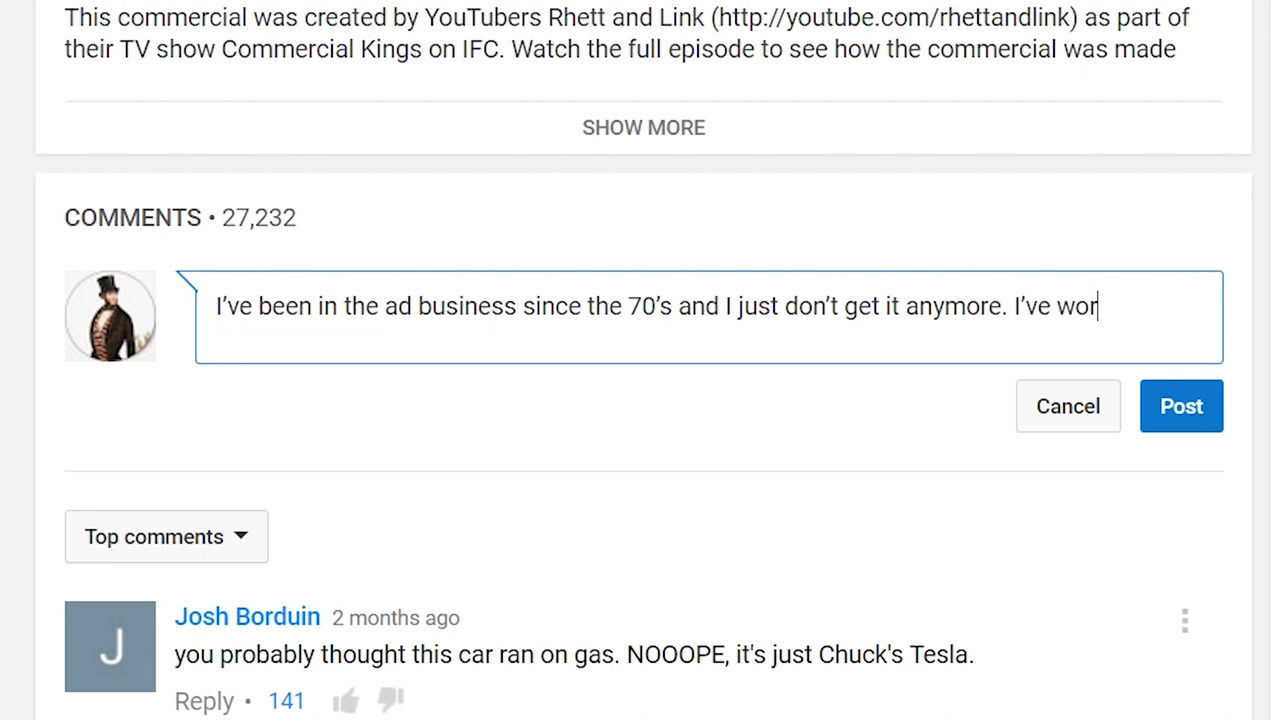 This commercial was created by YouTubers Rhett and Link (http://youtube.com/rhettandlink) as part of
their TV show Commercial Kings on IFC. Watch the full episode to see how the commercial was made
SHOW MORE
COMMENTS • 27,232
I’ve been in the ad business since the 70’s and I just don’t get it anymore. I’ve wor
Cancel
Post
Top comments
J
Josh Borduin 2 months ago
you probably thought this car ran on gas. NOOOPE, it's just Chuck's Tesla.
Reply • 141